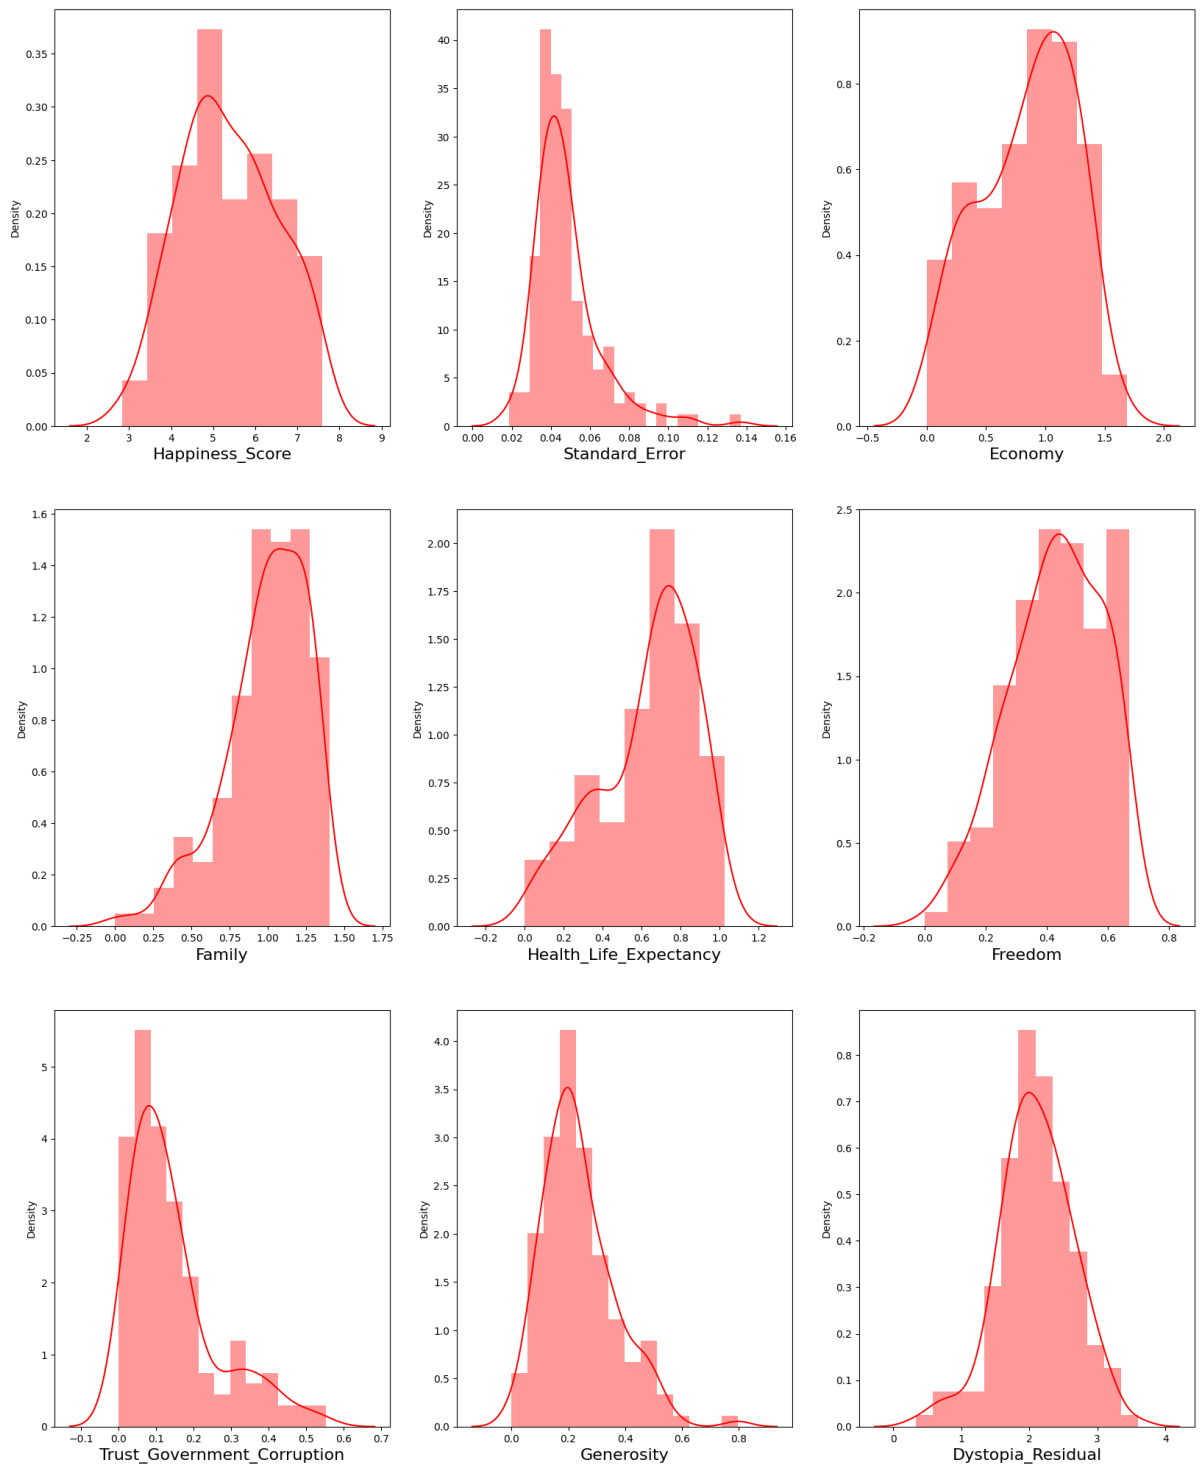 0.35
0.30
0.25
0.20
0.15
0.10
0.05
0.00
Density
2 3 4 5 6 7 8 9
Happiness_Score
40
35
30
25
20
15
10
5
0
Density
0.00 0.02 0.04 0.06 0.08 0.10 0.12 0.14 0.16
Standard_Error
0.8
0.6
0.4
0.2
0.0
Density
−0.5 0.0 0.5 1.0 1.5 2.0
Economy
1.6
1.4
1.2
1.0
0.8
0.6
0.4
0.2
0.0
Density
−0.25 0.00 0.25 0.50 0.75 1.00 1.25 1.50 1.75
Family
2.00
1.75
1.50
1.25
1.00
0.75
0.50
0.25
0.00
Density
−0.2 0.0 0.2 0.4 0.6 0.8 1.0 1.2
Health_Life_Expectancy
2.5
2.0
1.5
1.0
0.5
0.0
Density
−0.2 0.0 0.2 0.4 0.6 0.8
Freedom
5
4
3
2
1
0
Density
−0.1 0.0 0.1 0.2 0.3 0.4 0.5 0.6 0.7
Trust_Government_Corruption
4.0
3.5
3.0
2.5
2.0
1.5
1.0
0.5
0.0
Density
0.0 0.2 0.4 0.6 0.8
Generosity
0.8
0.7
0.6
0.5
0.4
0.3
0.2
0.1
0.0
Density
0 1 2 3 4
Dystopia_Residual